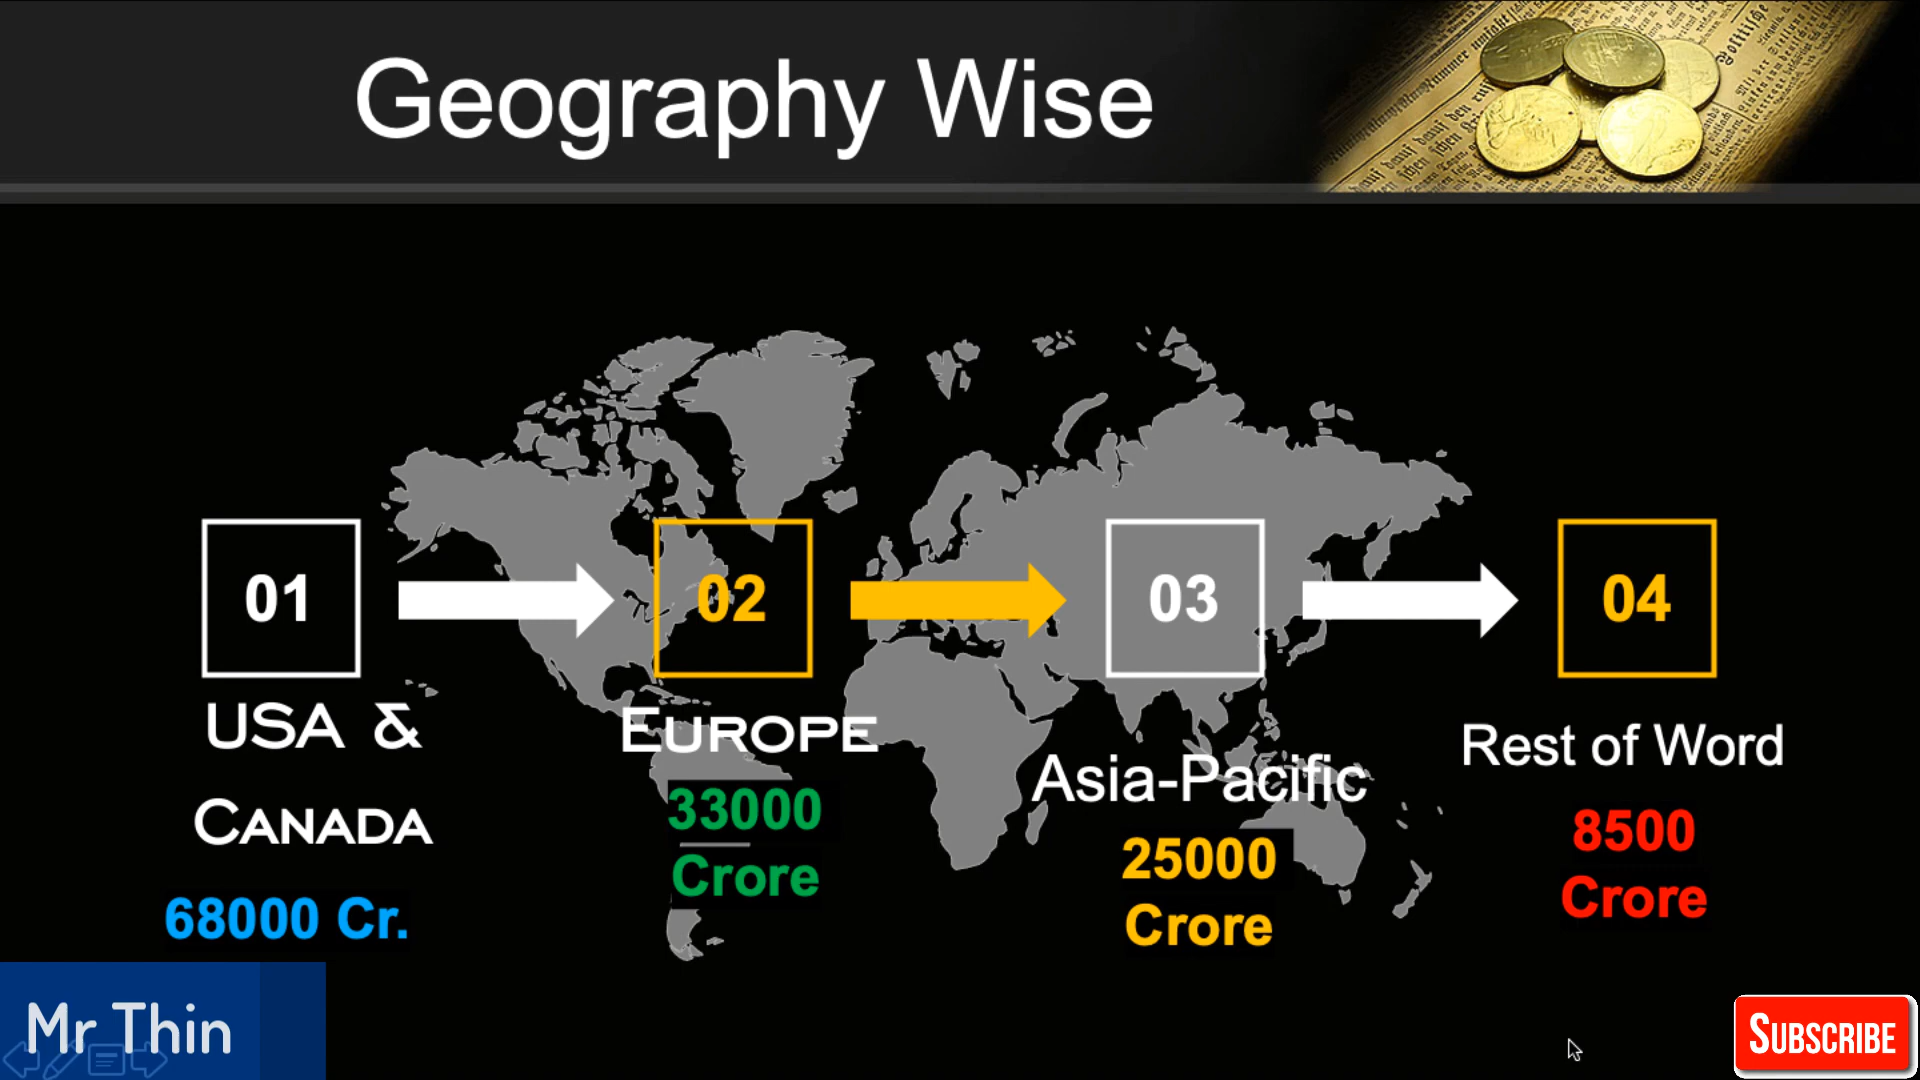 Geography Wise
01
02
03
04
USA &
CANADA
68000 Cr.
EUROPE
33000
Crore
Asia-Pacific
25000
Crore
Rest of Word
8500
Crore
Mr Thin
SUBSCRIBE